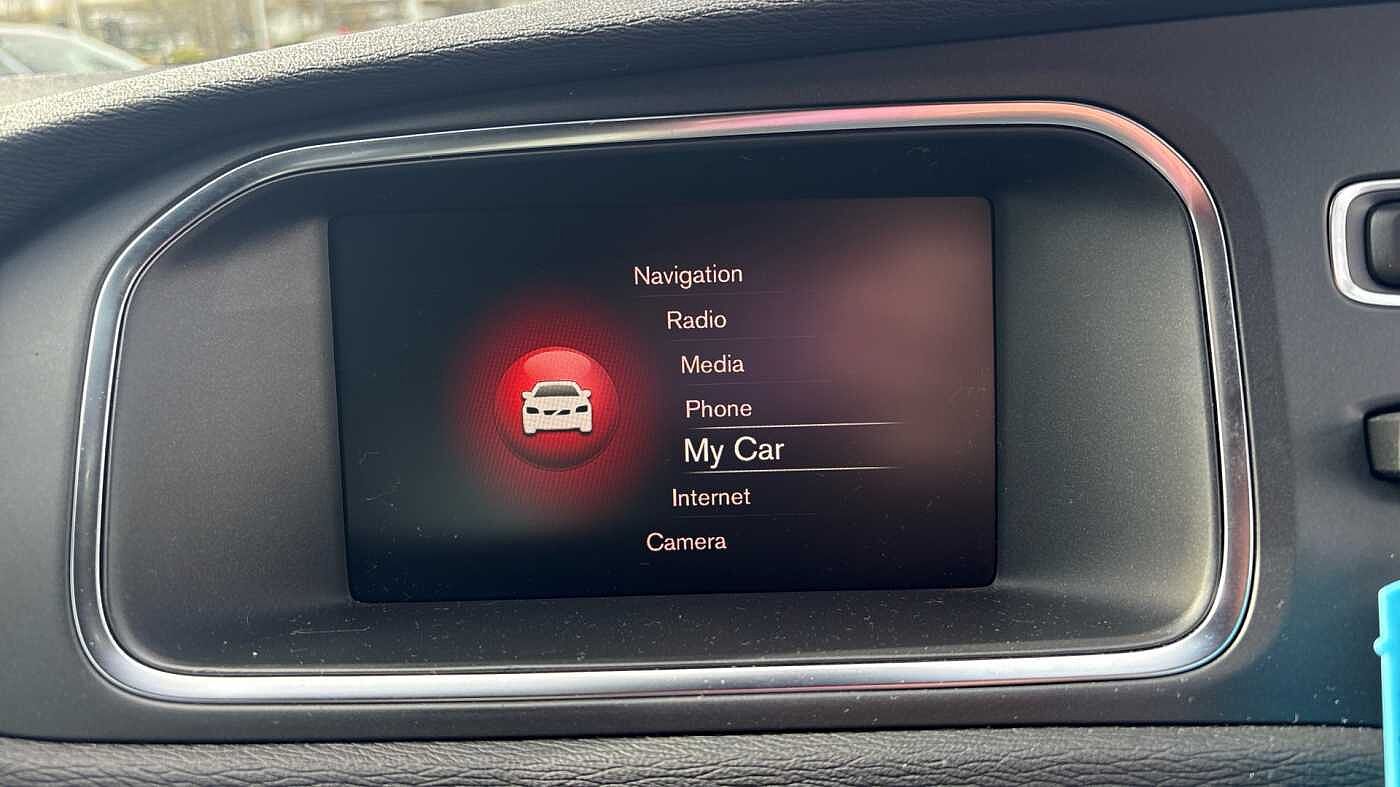 Navigation
Radio
Media
Phone
My Car
Internet
Camera